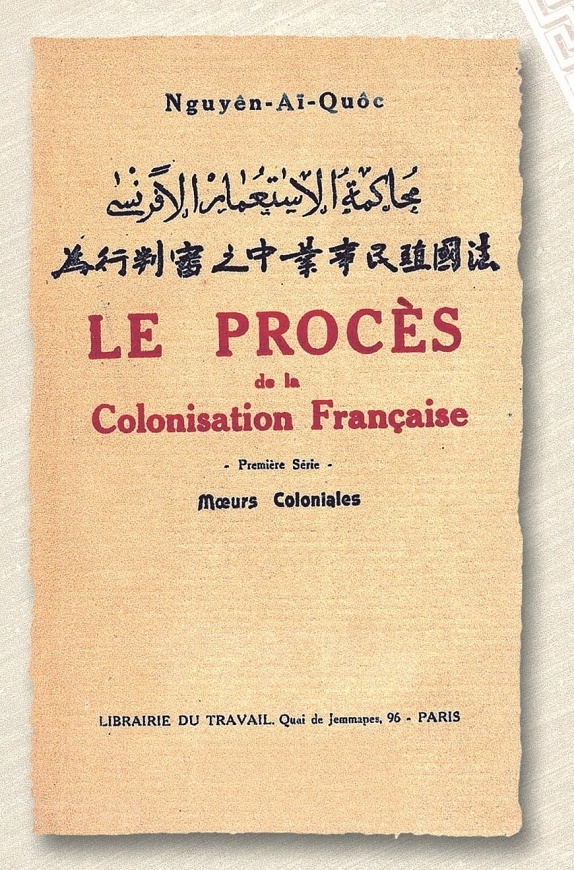 Nguyên-Aï-Quôc
محاكمة الاستعمار الافرنسي
法國殖民事業中之審判行為
LE PROCÈS
de la
Colonisation Française
- Première Série -
Mœurs Coloniales
LIBRAIRIE DU TRAVAIL. Quai de Jemmapes, 96 - PARIS